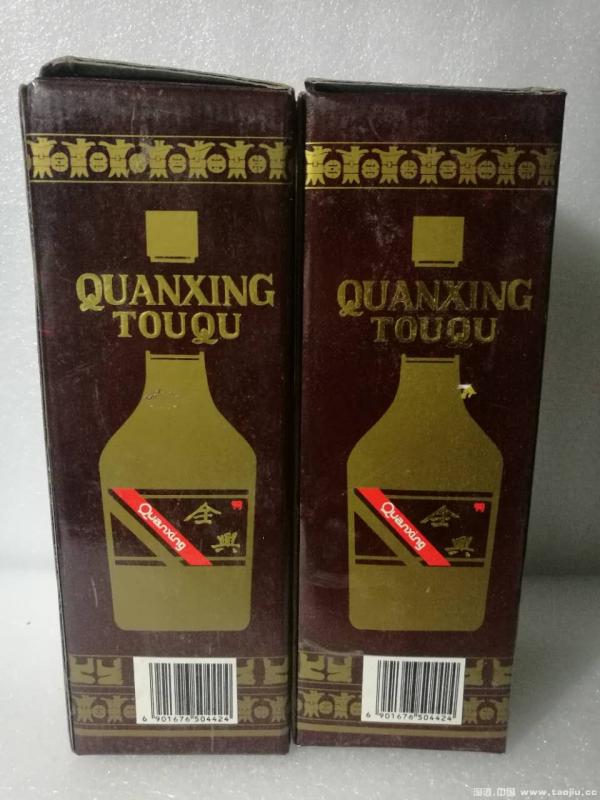 QUANXING
TOUQU
Quanxing
全
興
6 901676 504424
QUANXING
TOUQU
Quanxing
全
興
6 901676 504424
淘酒.中国 www.taojiu.cc